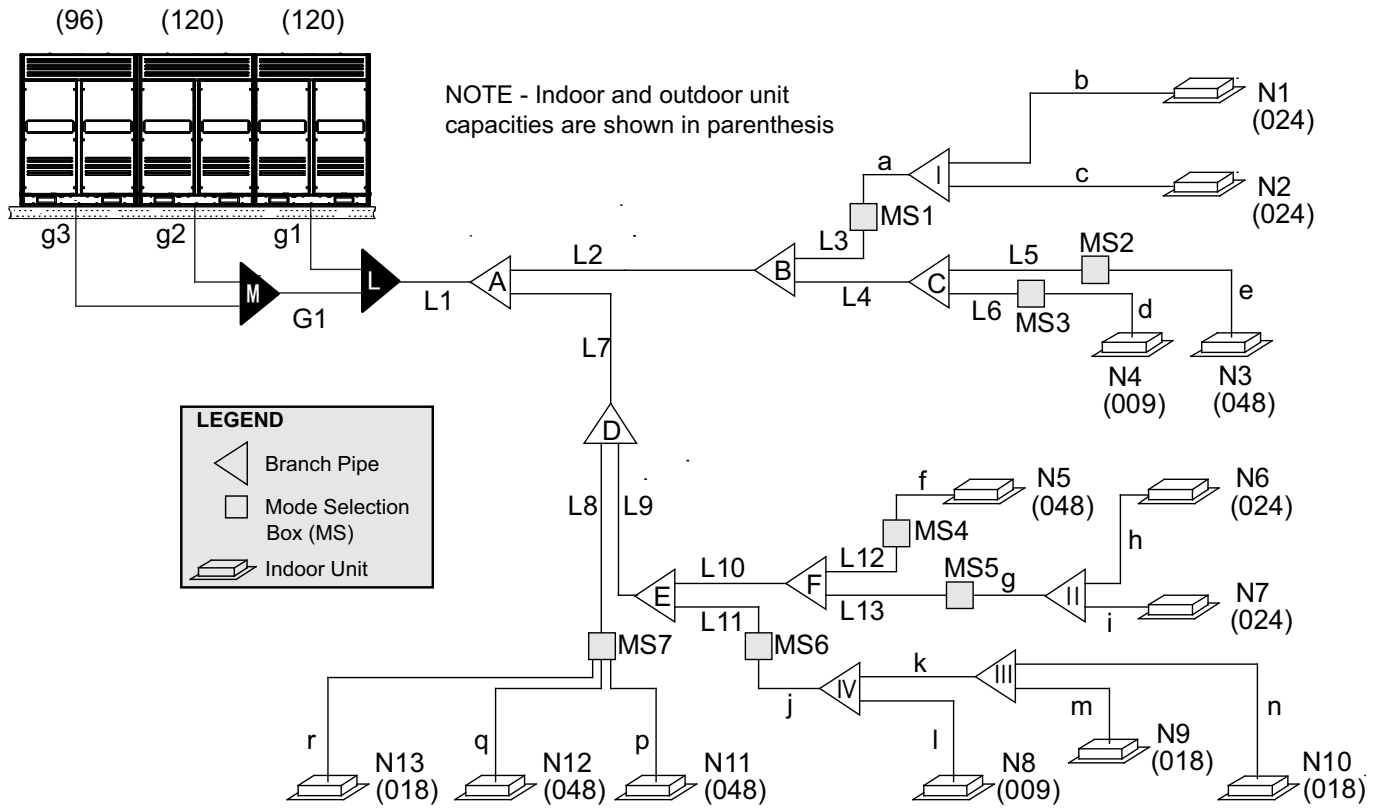 (96) (120) (120)
NOTE - Indoor and outdoor unit
capacities are shown in parenthesis
g3 g2 g1
M
L
G1
L1
A
L2
L7
B
L3
L4
MS1
a
I
b
c
N1
(024)
N2
(024)
C
L5
L6
MS2
MS3
d
e
N4
(009)
N3
(048)
LEGEND
Branch Pipe
Mode Selection
Box (MS)
Indoor Unit
D
L8
L9
E
L10
L11
F
L12
L13
MS4
f
N5
(048)
MS5
g
II
h
i
N6
(024)
N7
(024)
MS7
MS6
j
IV
k
l
III
m
n
r
q
p
N13
(018)
N12
(048)
N11
(048)
N8
(009)
N9
(018)
N10
(018)